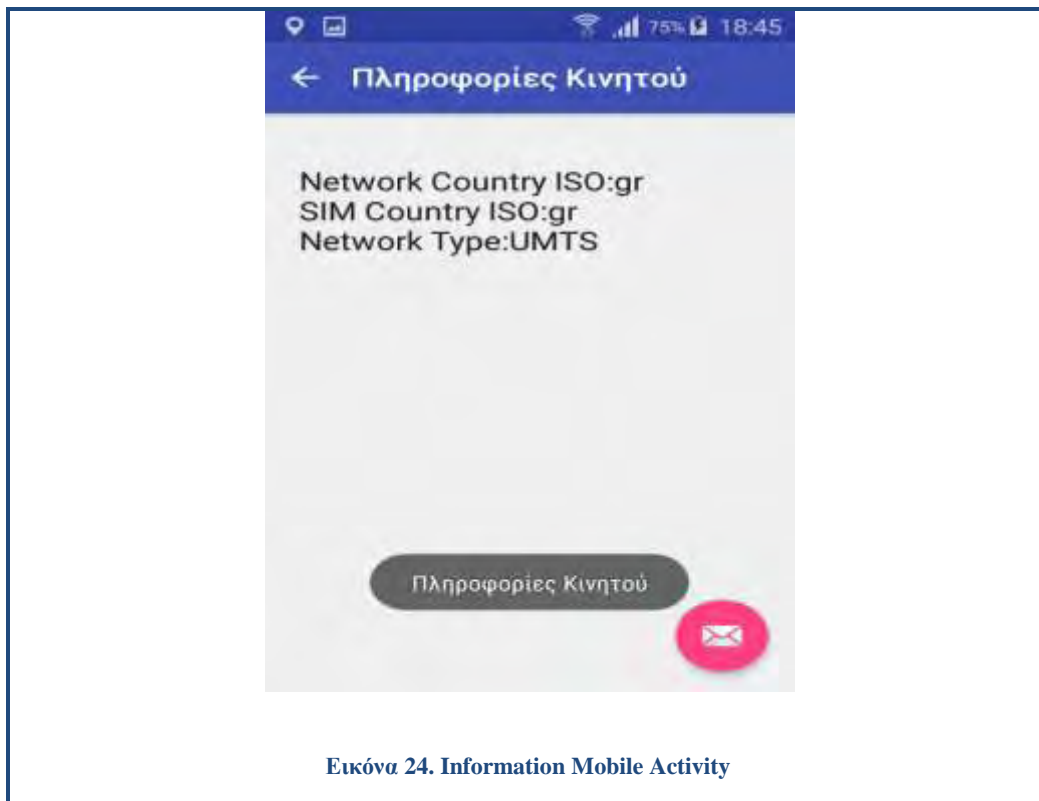 75% 18:45
Πληροφορίες Κινητού
Network Country ISO:gr
SIM Country ISO:gr
Network Type:UMTS
Πληροφορίες Κινητού
Εικόνα 24. Information Mobile Activity